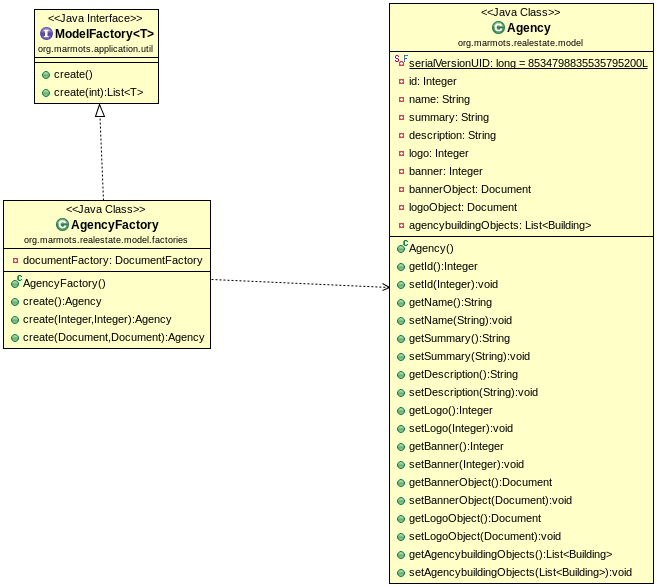 <<Java Interface>>
I ModelFactory<T>
org.marmots.application.util
create()
create(int):List<T>
<<Java Class>>
C AgencyFactory
org.marmots.realestate.model.factories
documentFactory: DocumentFactory
C AgencyFactory()
create():Agency
create(Integer,Integer):Agency
create(Document,Document):Agency
<<Java Class>>
C Agency
org.marmots.realestate.model
S F serialVersionUID: long = 8534798835535795200L
id: Integer
name: String
summary: String
description: String
logo: Integer
banner: Integer
bannerObject: Document
logoObject: Document
agencybuildingObjects: List<Building>
C Agency()
getId():Integer
setId(Integer):void
getName():String
setName(String):void
getSummary():String
setSummary(String):void
getDescription():String
setDescription(String):void
getLogo():Integer
setLogo(Integer):void
getBanner():Integer
setBanner(Integer):void
getBannerObject():Document
setBannerObject(Document):void
getLogoObject():Document
setLogoObject(Document):void
getAgencybuildingObjects():List<Building>
setAgencybuildingObjects(List<Building>):void